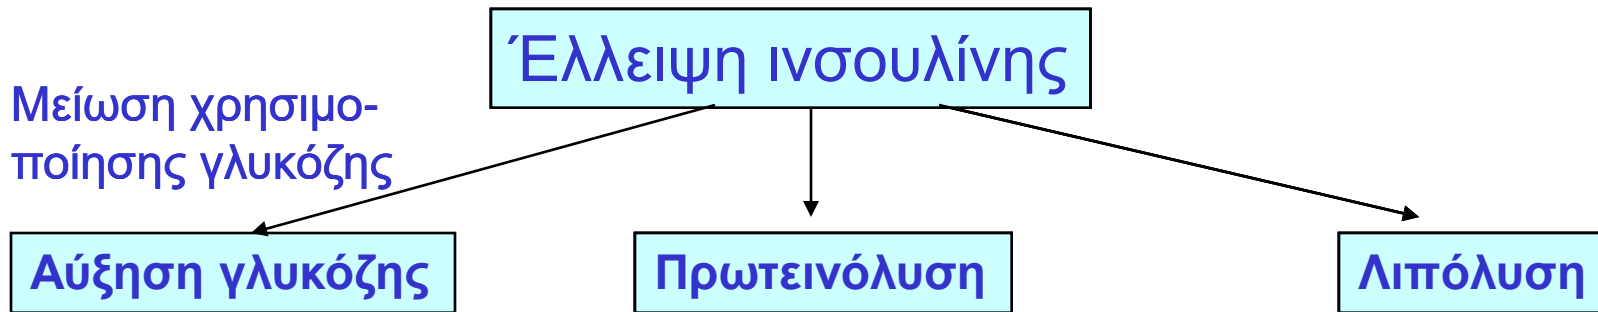 Έλλειψη ινσουλίνης
Μείωση χρησιμο-
ποίησης γλυκόζης
Αύξηση γλυκόζης
Πρωτεινόλυση
Λιπόλυση